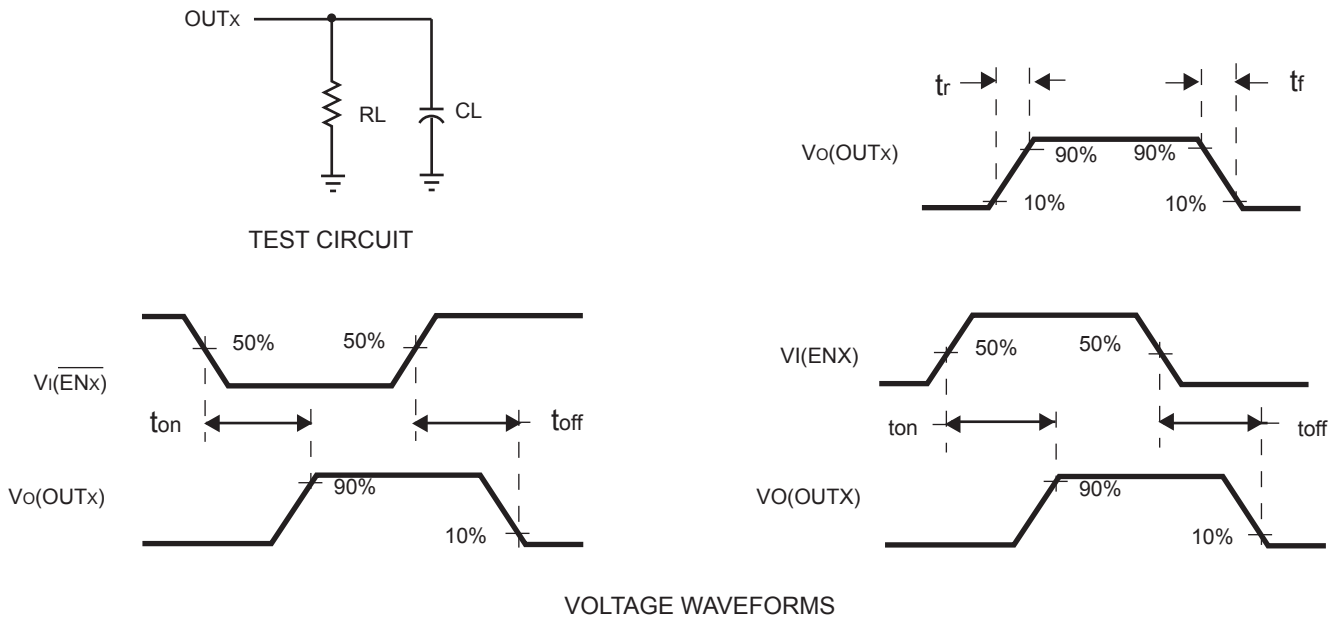 OUTx
RL
CL
TEST CIRCUIT
tr
tf
VO(OUTx)
90%
90%
10%
10%
VI(ENx)
50%
50%
ton
toff
VO(OUTx)
90%
10%
VI(ENX)
50%
50%
ton
toff
VO(OUTX)
90%
10%
VOLTAGE WAVEFORMS